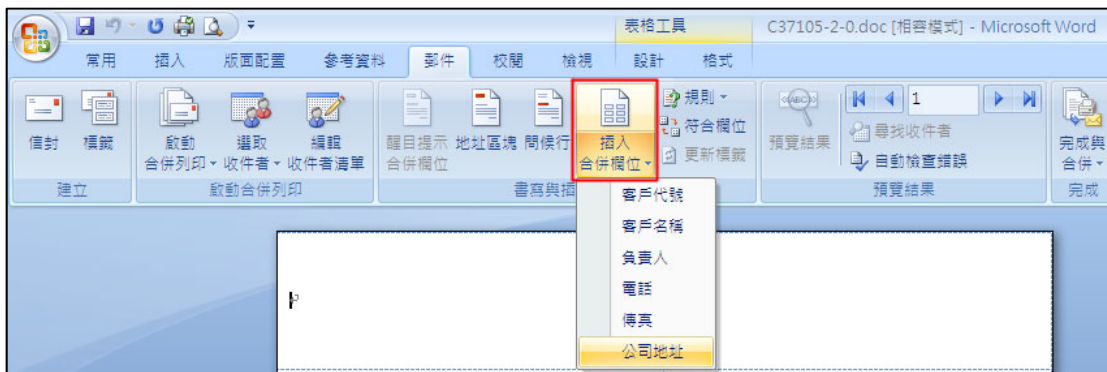 表格工具 C37105-2-0.doc [相容模式] - Microsoft Word
常用 插入 版面配置 參考資料 郵件 校閱 檢視 設計 格式
信封 標籤 啟動 合併列印 選取 收件者 編輯 收件者清單 醒目提示 合併欄位 地址區塊 問候行 插入 合併欄位 規則 符合欄位 更新標籤 預覽結果 1 尋找收件者 自動檢查錯誤 完成與 合併
建立 啟動合併列印 書寫與插 預覽結果 完成
客戶代號
客戶名稱
負責人
電話
傳真
公司地址